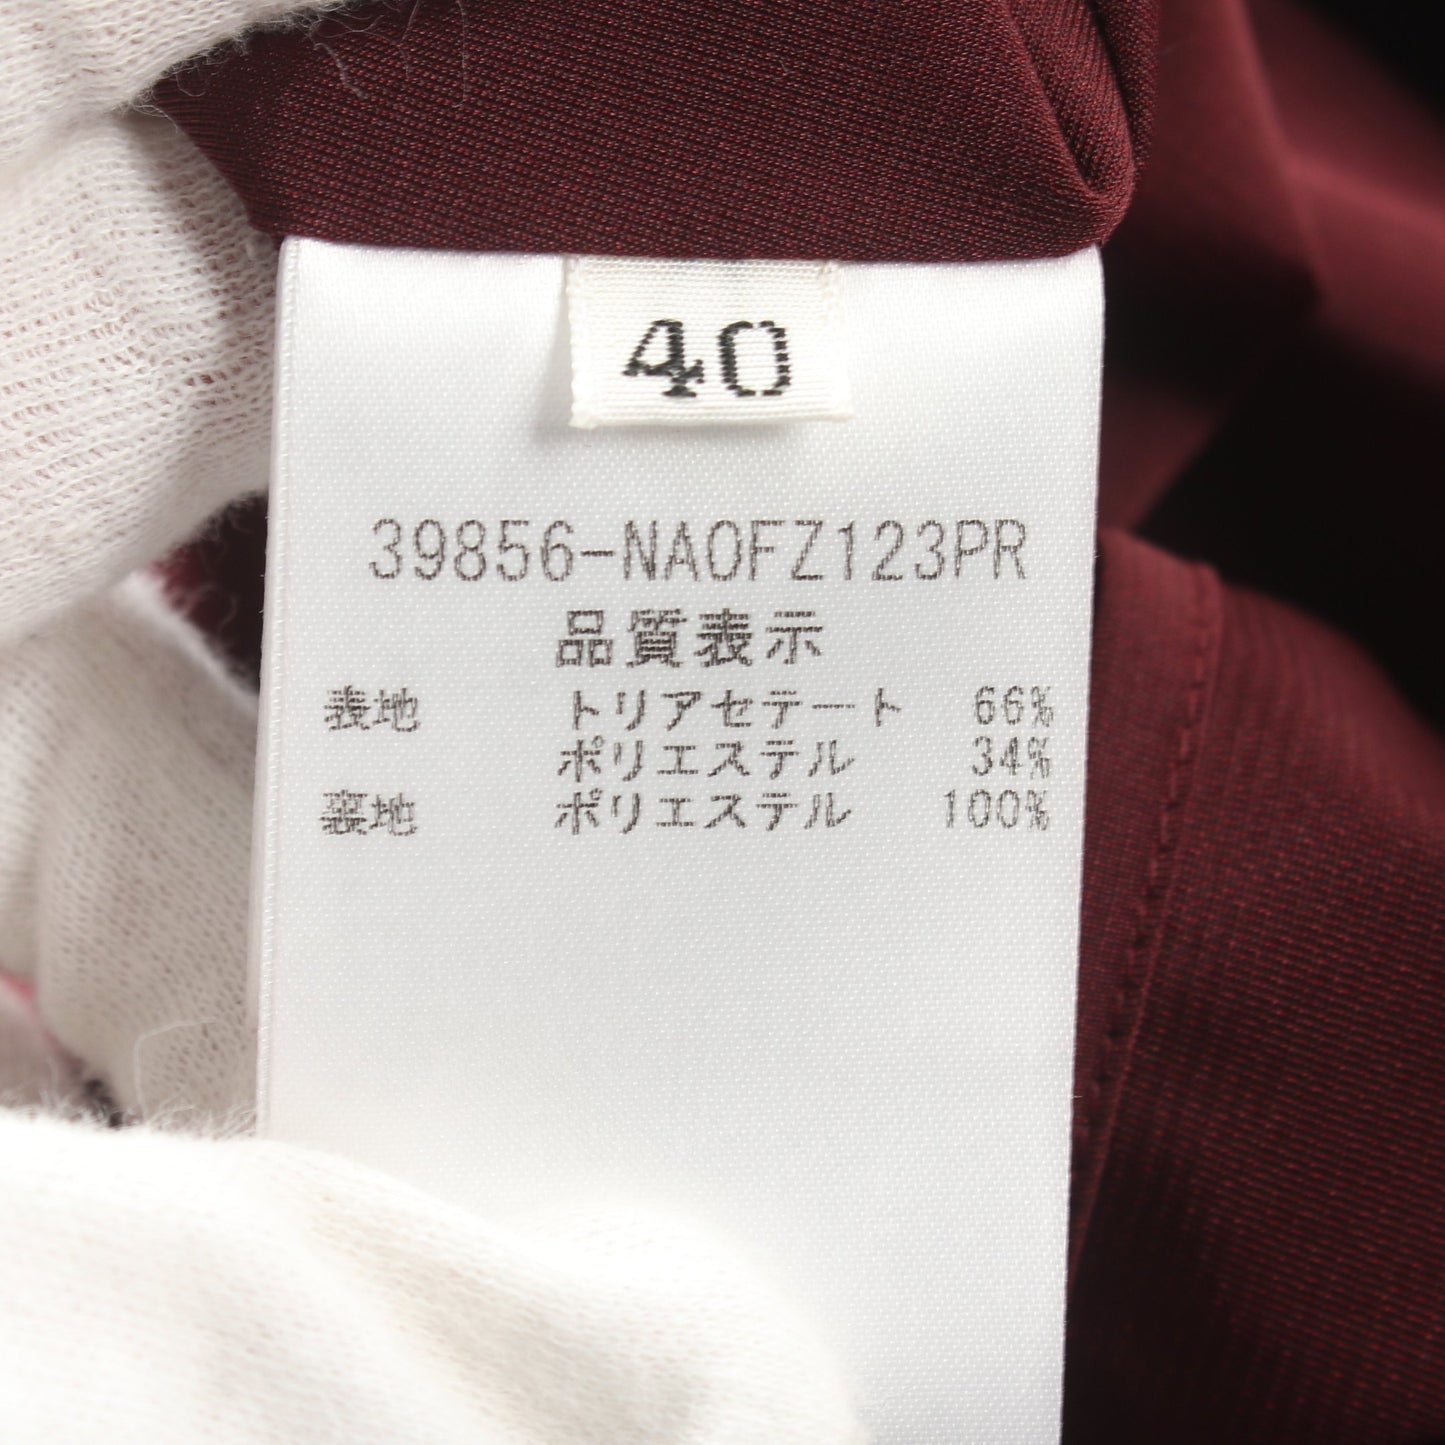 40
39856-NA0FZ123PR
品質表示
表地 トリアセテート 66%
ポリエステル 34%
裏地 ポリエステル 100%